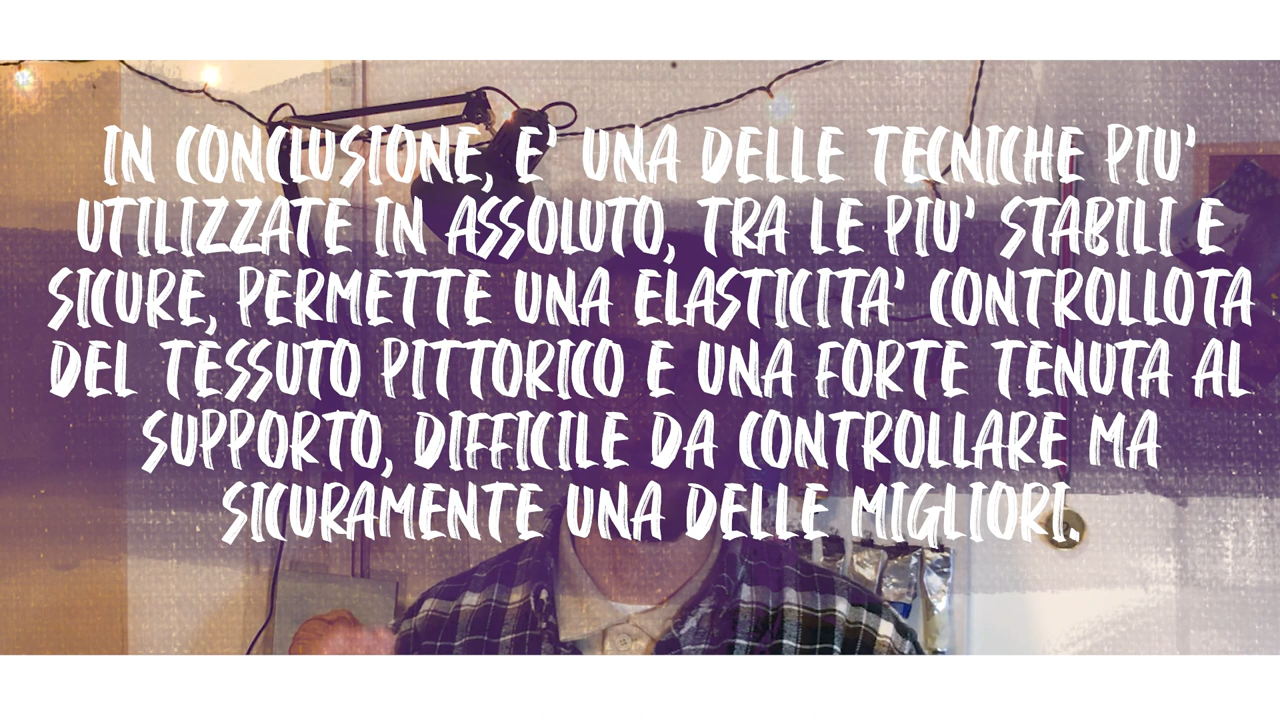 IN CONCLUSIONE, E' UNA DELLE TECNICHE PIU'
UTILIZZATE IN ASSOLUTO, TRA LE PIU' STABILI E
SICURE, PERMETTE UNA ELASTICITA' CONTROLLOTA
DEL TESSUTO PITTORICO E UNA FORTE TENUTA AL
SUPPORTO, DIFFICILE DA CONTROLLARE MA
SICURAMENTE UNA DELLE MIGLIORI.